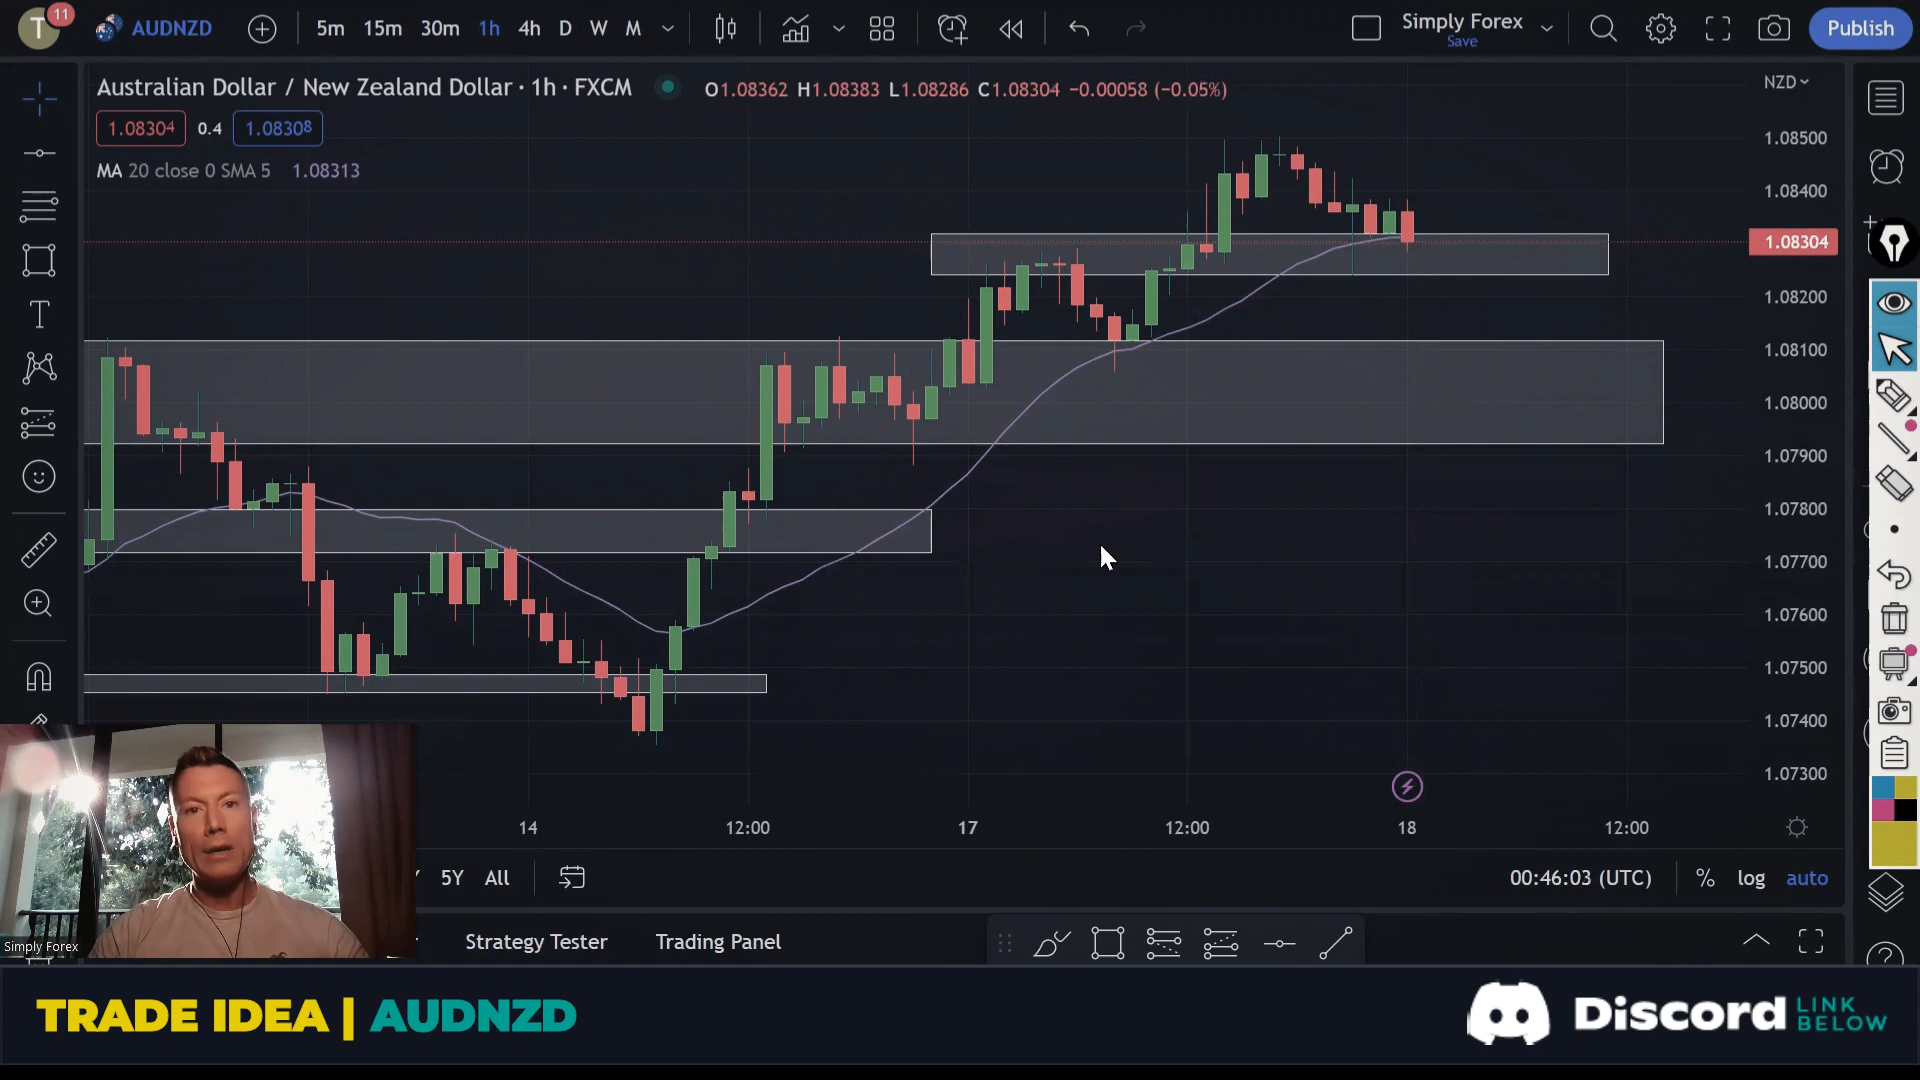 T
11
AUDNZD
5m 15m 30m 1h 4h D W M
Simply Forex
Save
Publish
Australian Dollar / New Zealand Dollar · 1h · FXCM
O1.08362 H1.08383 L1.08286 C1.08304 −0.00058 (−0.05%)
NZD
1.08304 0.4 1.08308
MA 20 close 0 SMA 5 1.08313
1.08500
1.08400
1.08304
1.08200
1.08100
1.08000
1.07900
1.07800
1.07700
1.07600
1.07500
1.07400
1.07300
14 12:00 17 12:00 18 12:00
5Y All
00:46:03 (UTC) % log auto
Strategy Tester Trading Panel
Simply Forex
TRADE IDEA | AUDNZD
Discord LINK BELOW